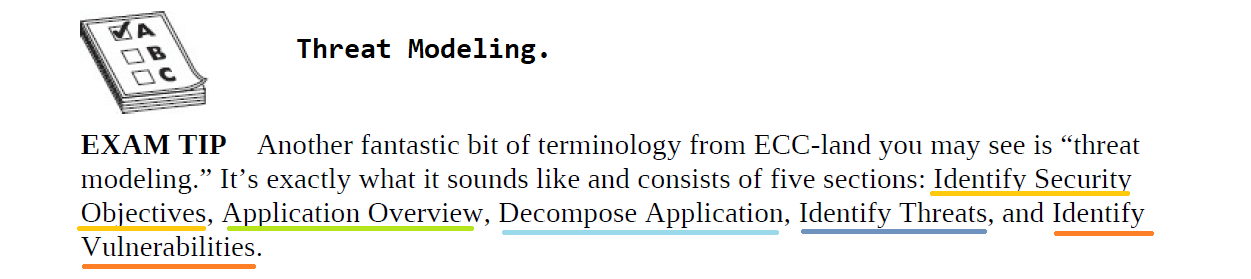 A
B
C
Threat Modeling.
EXAM TIP Another fantastic bit of terminology from ECC-land you may see is “threat
modeling.” It’s exactly what it sounds like and consists of five sections: Identify Security
Objectives, Application Overview, Decompose Application, Identify Threats, and Identify
Vulnerabilities.